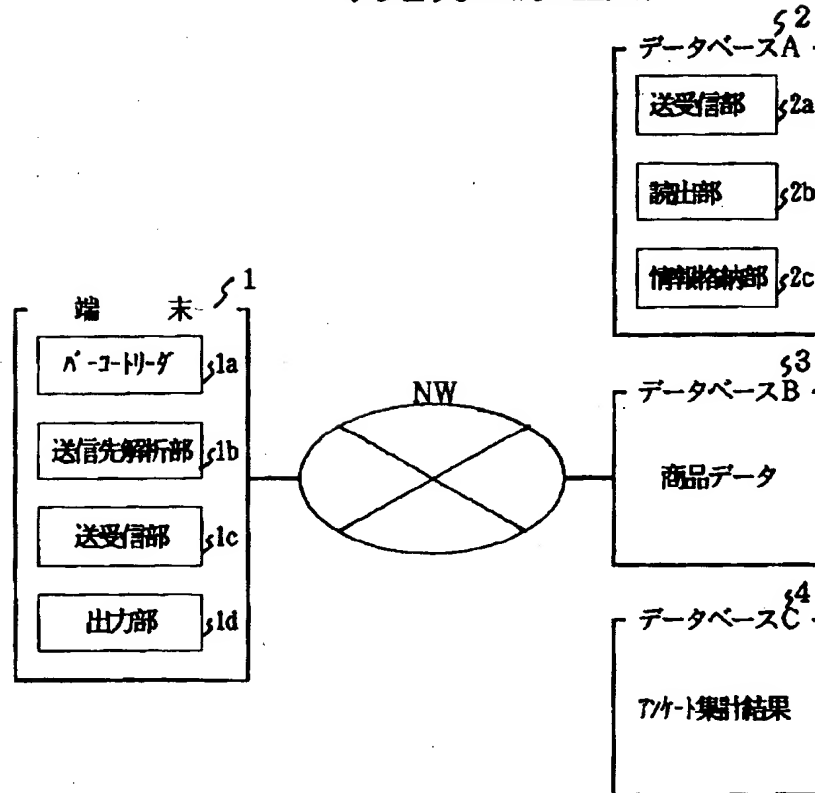 端 末 1
バーコードリーダ 1a
送信先解析部 1b
送受信部 1c
出力部 1d
NW
データベースA 2
送受信部 2a
読出部 2b
情報格納部 2c
データベースB 3
商品データ
データベースC 4
アンケート集計結果